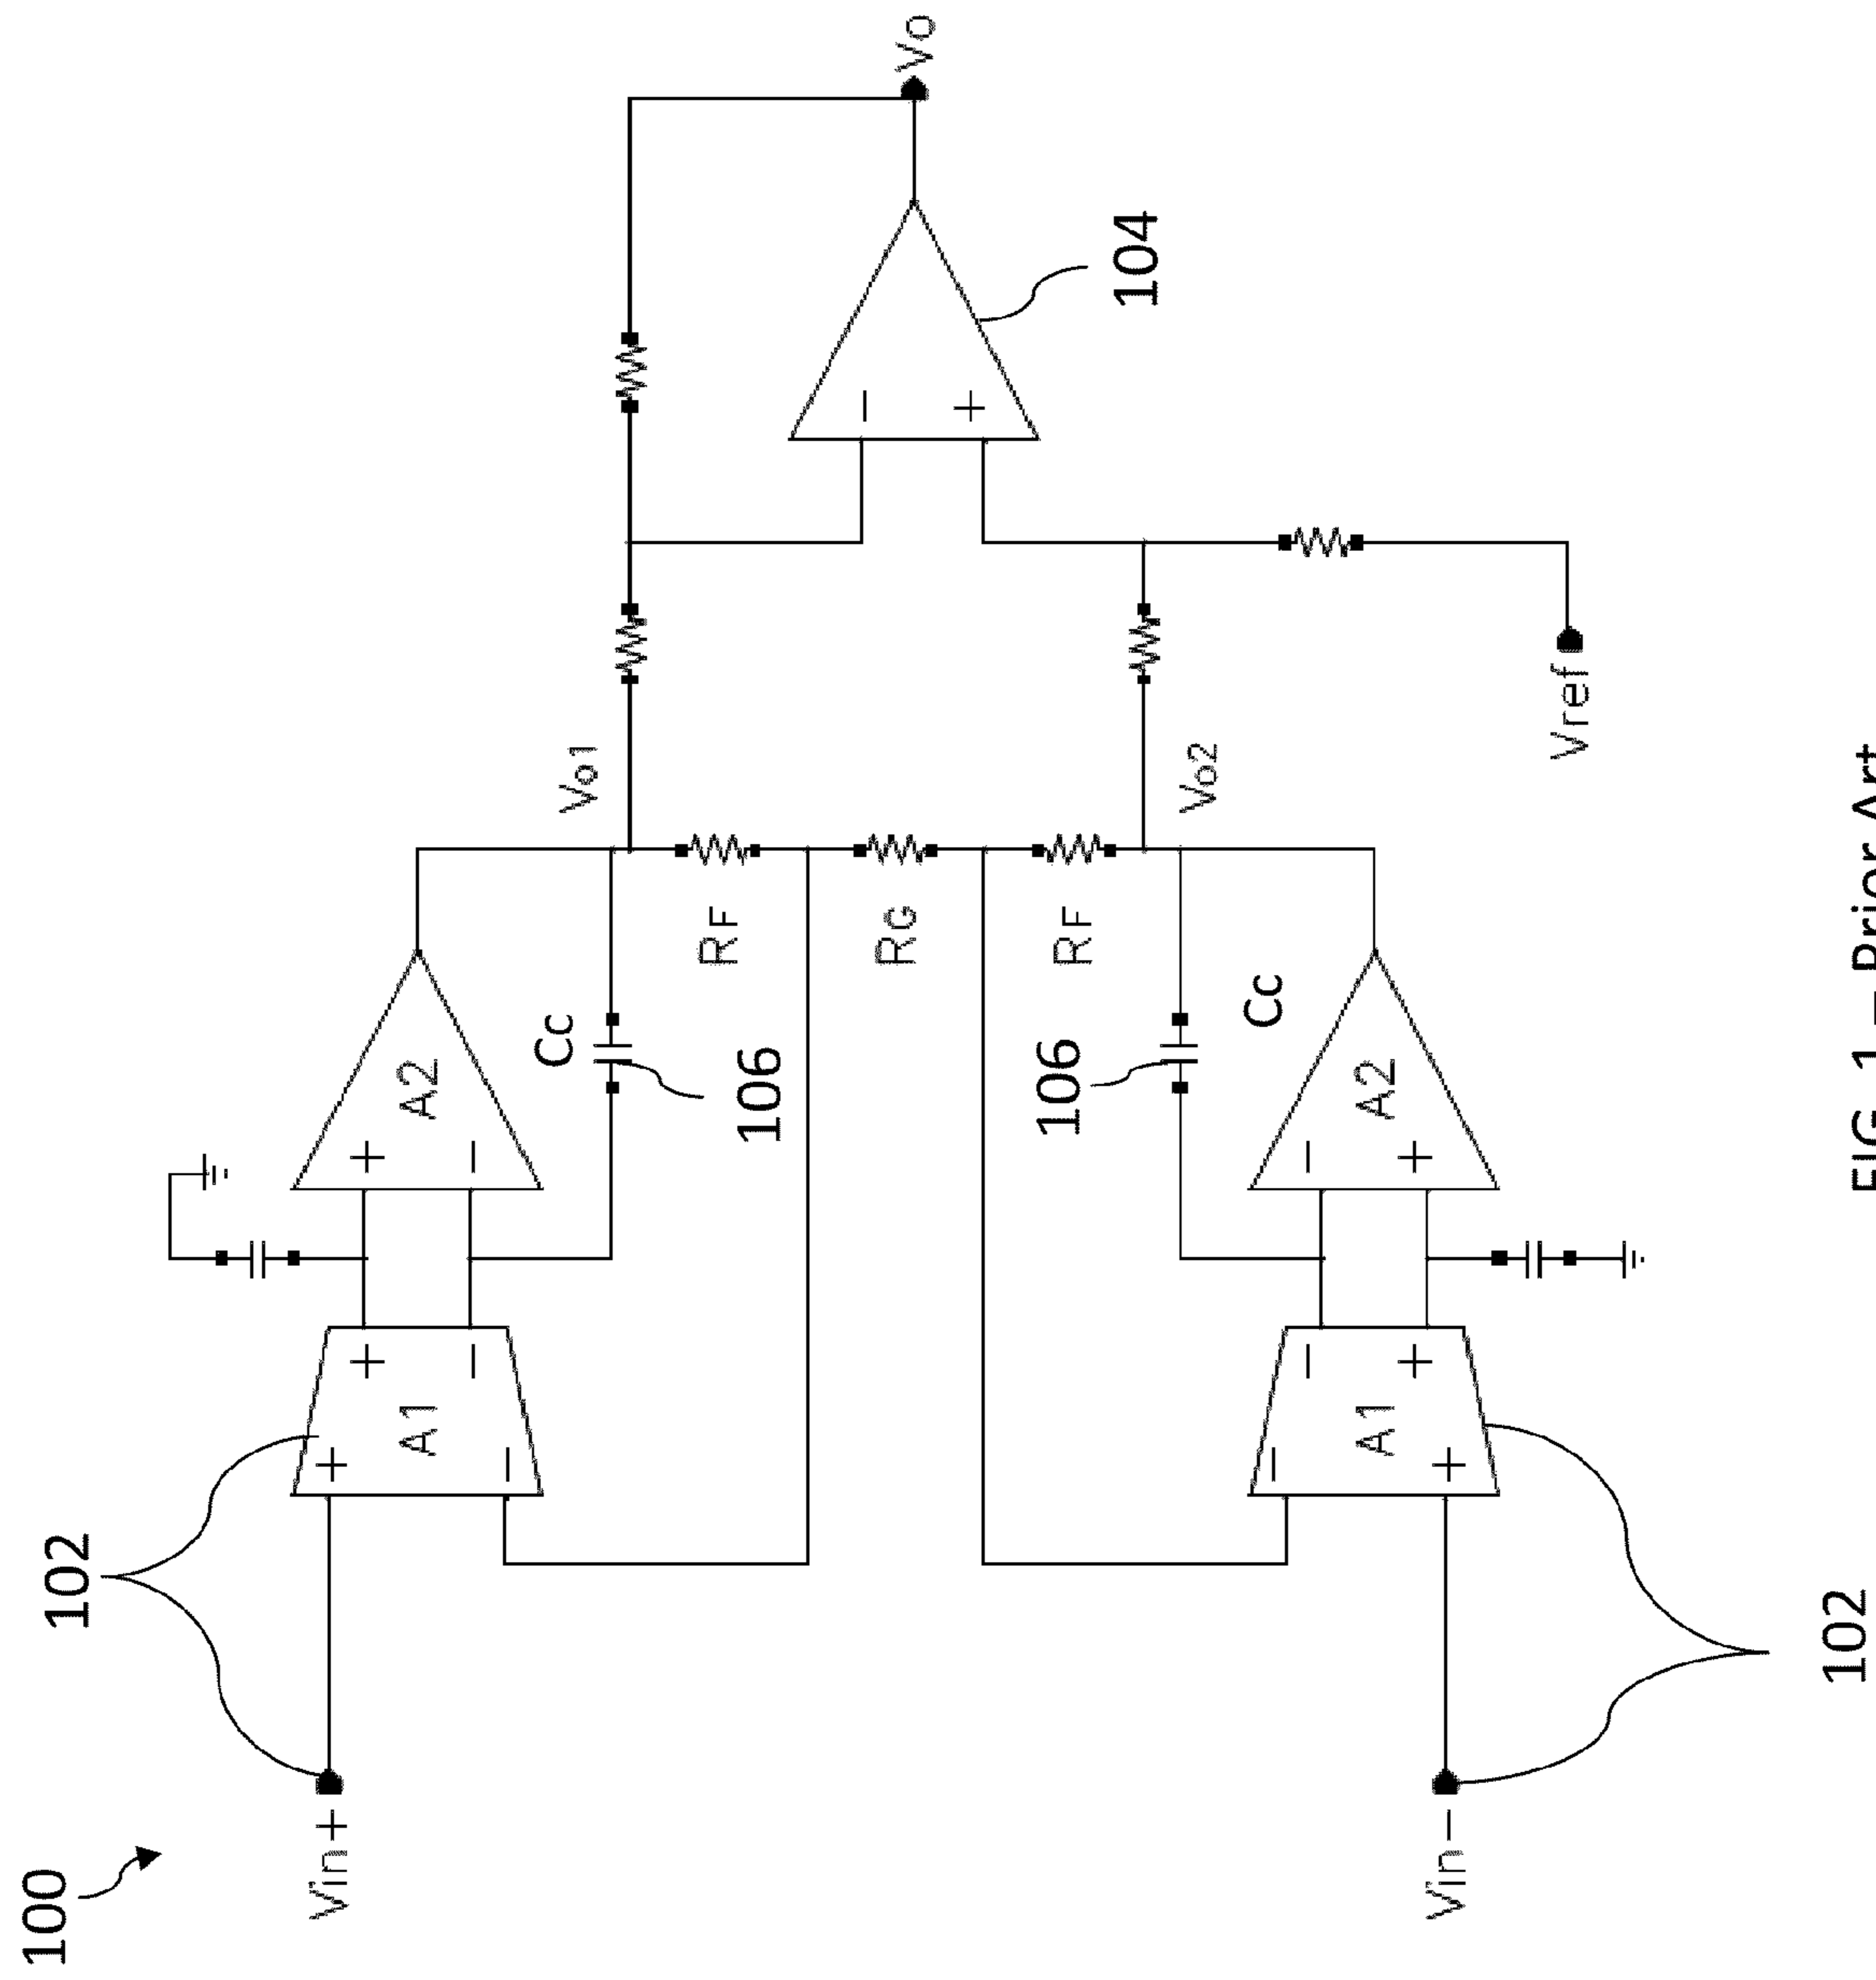 100
102
Vin+
+
−
A1
+
−
+
−
A2
Cc
106
Vo1
RF
RG
RF
Vo2
106
Cc
−
+
104
Vo
Vref
Vin−
−
+
A1
−
+
−
+
A2
102
FIG. 1 – Prior Art